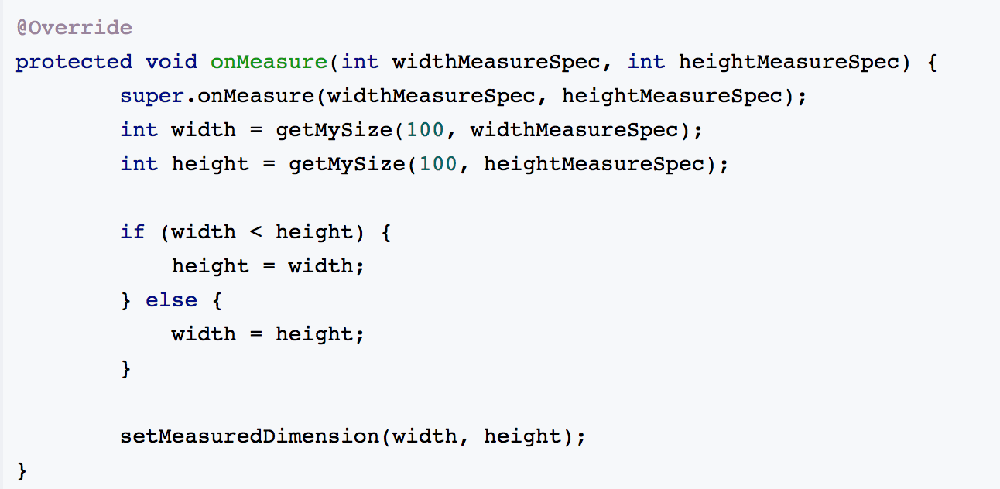 @Override
protected void onMeasure(int widthMeasureSpec, int heightMeasureSpec) {
        super.onMeasure(widthMeasureSpec, heightMeasureSpec);
        int width = getMySize(100, widthMeasureSpec);
        int height = getMySize(100, heightMeasureSpec);

        if (width < height) {
            height = width;
        } else {
            width = height;
        }

        setMeasuredDimension(width, height);
}